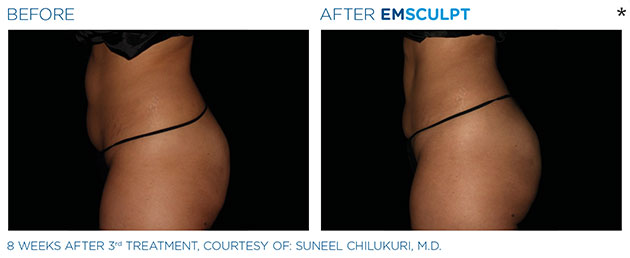 BEFORE
AFTER EMSCULPT
*
8 WEEKS AFTER 3rd TREATMENT, COURTESY OF: SUNEEL CHILUKURI, M.D.